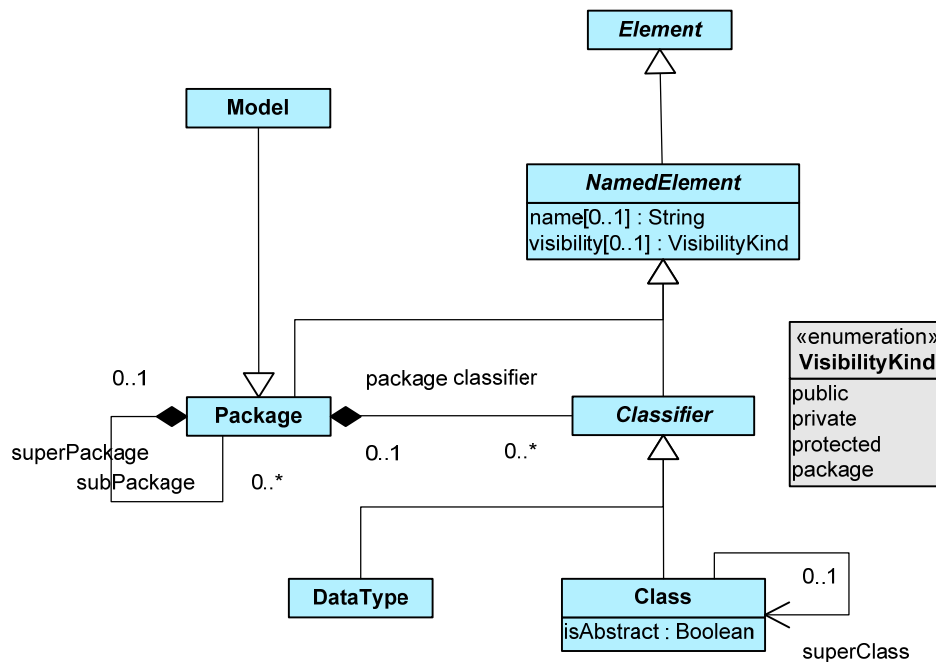 Element
Model
NamedElement
name[0..1] : String
visibility[0..1] : VisibilityKind
«enumeration»
VisibilityKind
public
private
protected
package
0..1
package classifier
Package
Classifier
superPackage
0..1
0..*
subPackage
0..*
DataType
Class
isAbstract : Boolean
0..1
superClass